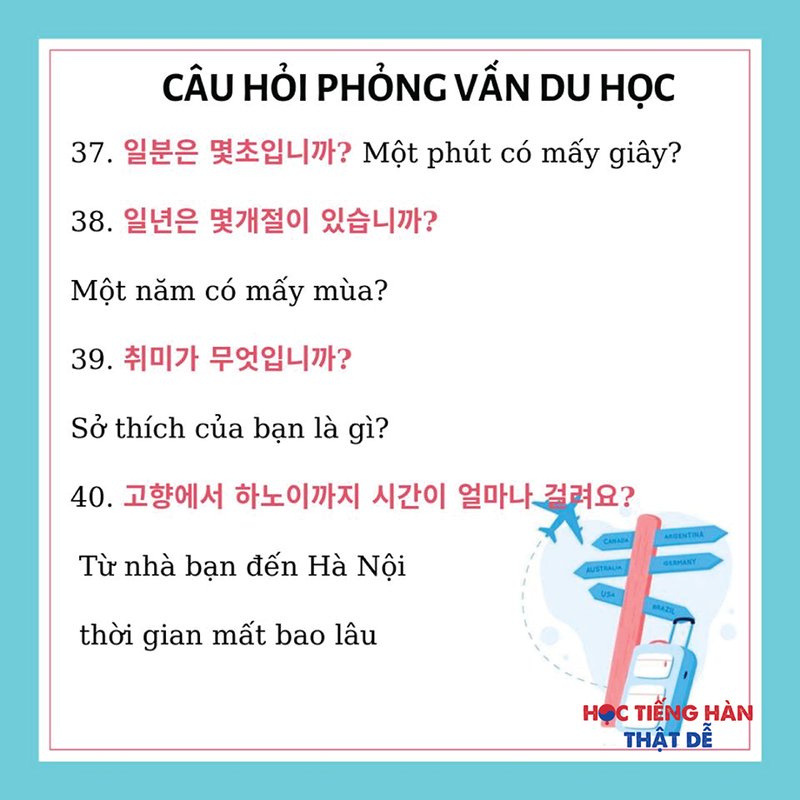 CÂU HỎI PHỎNG VẤN DU HỌC
37. 일분은 몇초입니까? Một phút có mấy giây?
38. 일년은 몇개절이 있습니까?
Một năm có mấy mùa?
39. 취미가 무엇입니까?
Sở thích của bạn là gì?
40. 고향에서 하노이까지 시간이 얼마나 걸려요?
Từ nhà bạn đến Hà Nội
thời gian mất bao lâu
CANADA
ARGENTINA
AUSTRALIA
GERMANY
USA
BRAZIL
HỌC TIẾNG HÀN
THẬT DỄ